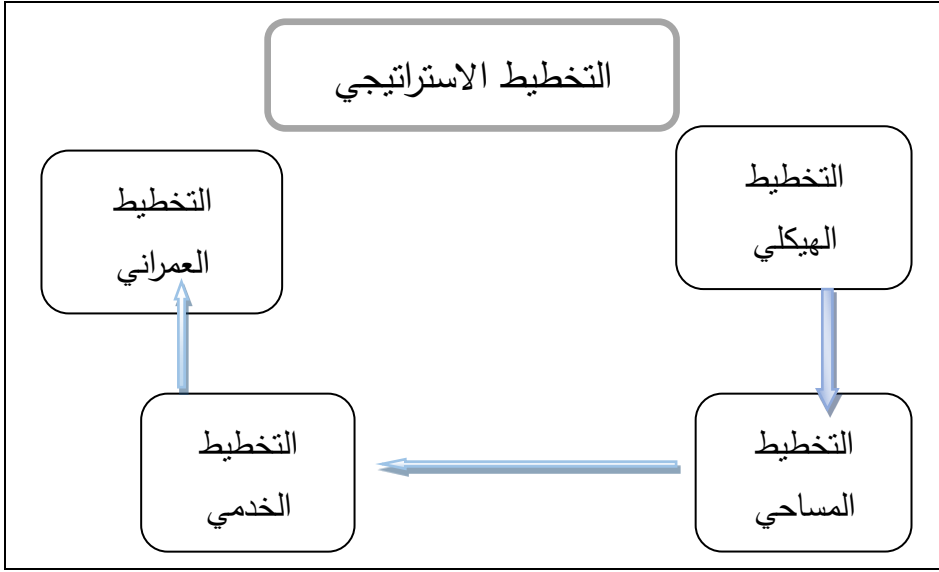 التخطيط الاستراتيجي
التخطيط
الهيكلي
التخطيط
العمراني
التخطيط
المساحي
التخطيط
الخدمي